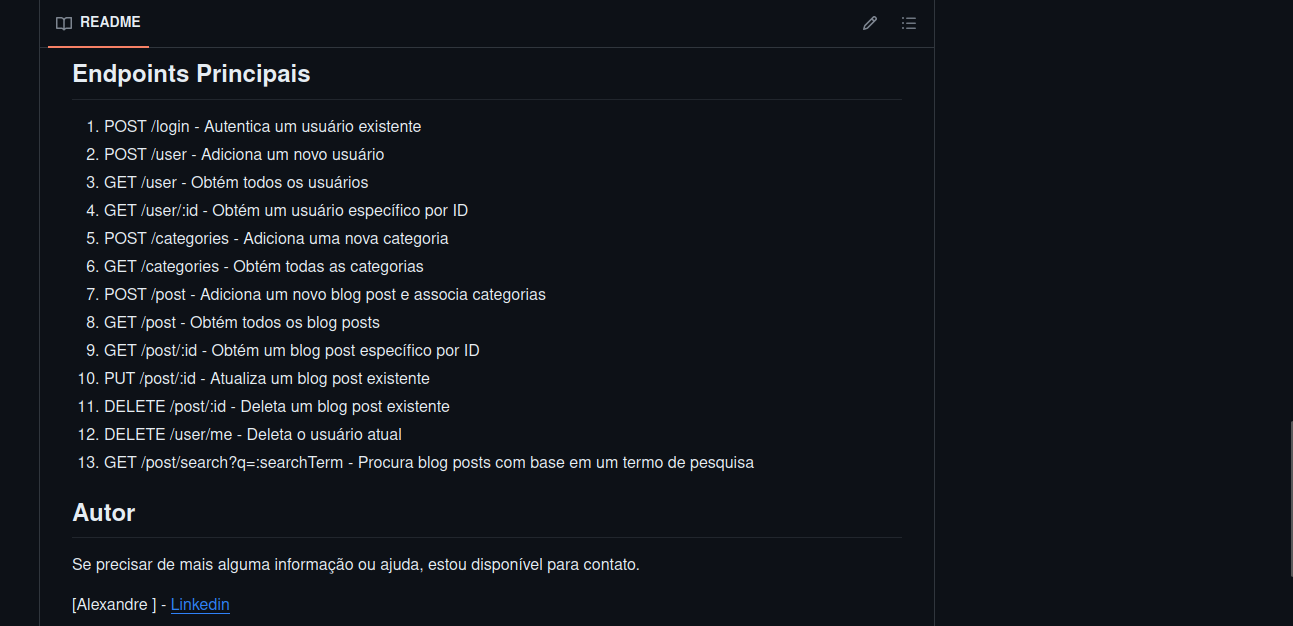 README
Endpoints Principais
1. POST /login - Autentica um usuário existente
2. POST /user - Adiciona um novo usuário
3. GET /user - Obtém todos os usuários
4. GET /user/:id - Obtém um usuário específico por ID
5. POST /categories - Adiciona uma nova categoria
6. GET /categories - Obtém todas as categorias
7. POST /post - Adiciona um novo blog post e associa categorias
8. GET /post - Obtém todos os blog posts
9. GET /post/:id - Obtém um blog post específico por ID
10. PUT /post/:id - Atualiza um blog post existente
11. DELETE /post/:id - Deleta um blog post existente
12. DELETE /user/me - Deleta o usuário atual
13. GET /post/search?q=:searchTerm - Procura blog posts com base em um termo de pesquisa
Autor
Se precisar de mais alguma informação ou ajuda, estou disponível para contato.
[Alexandre ] - Linkedin